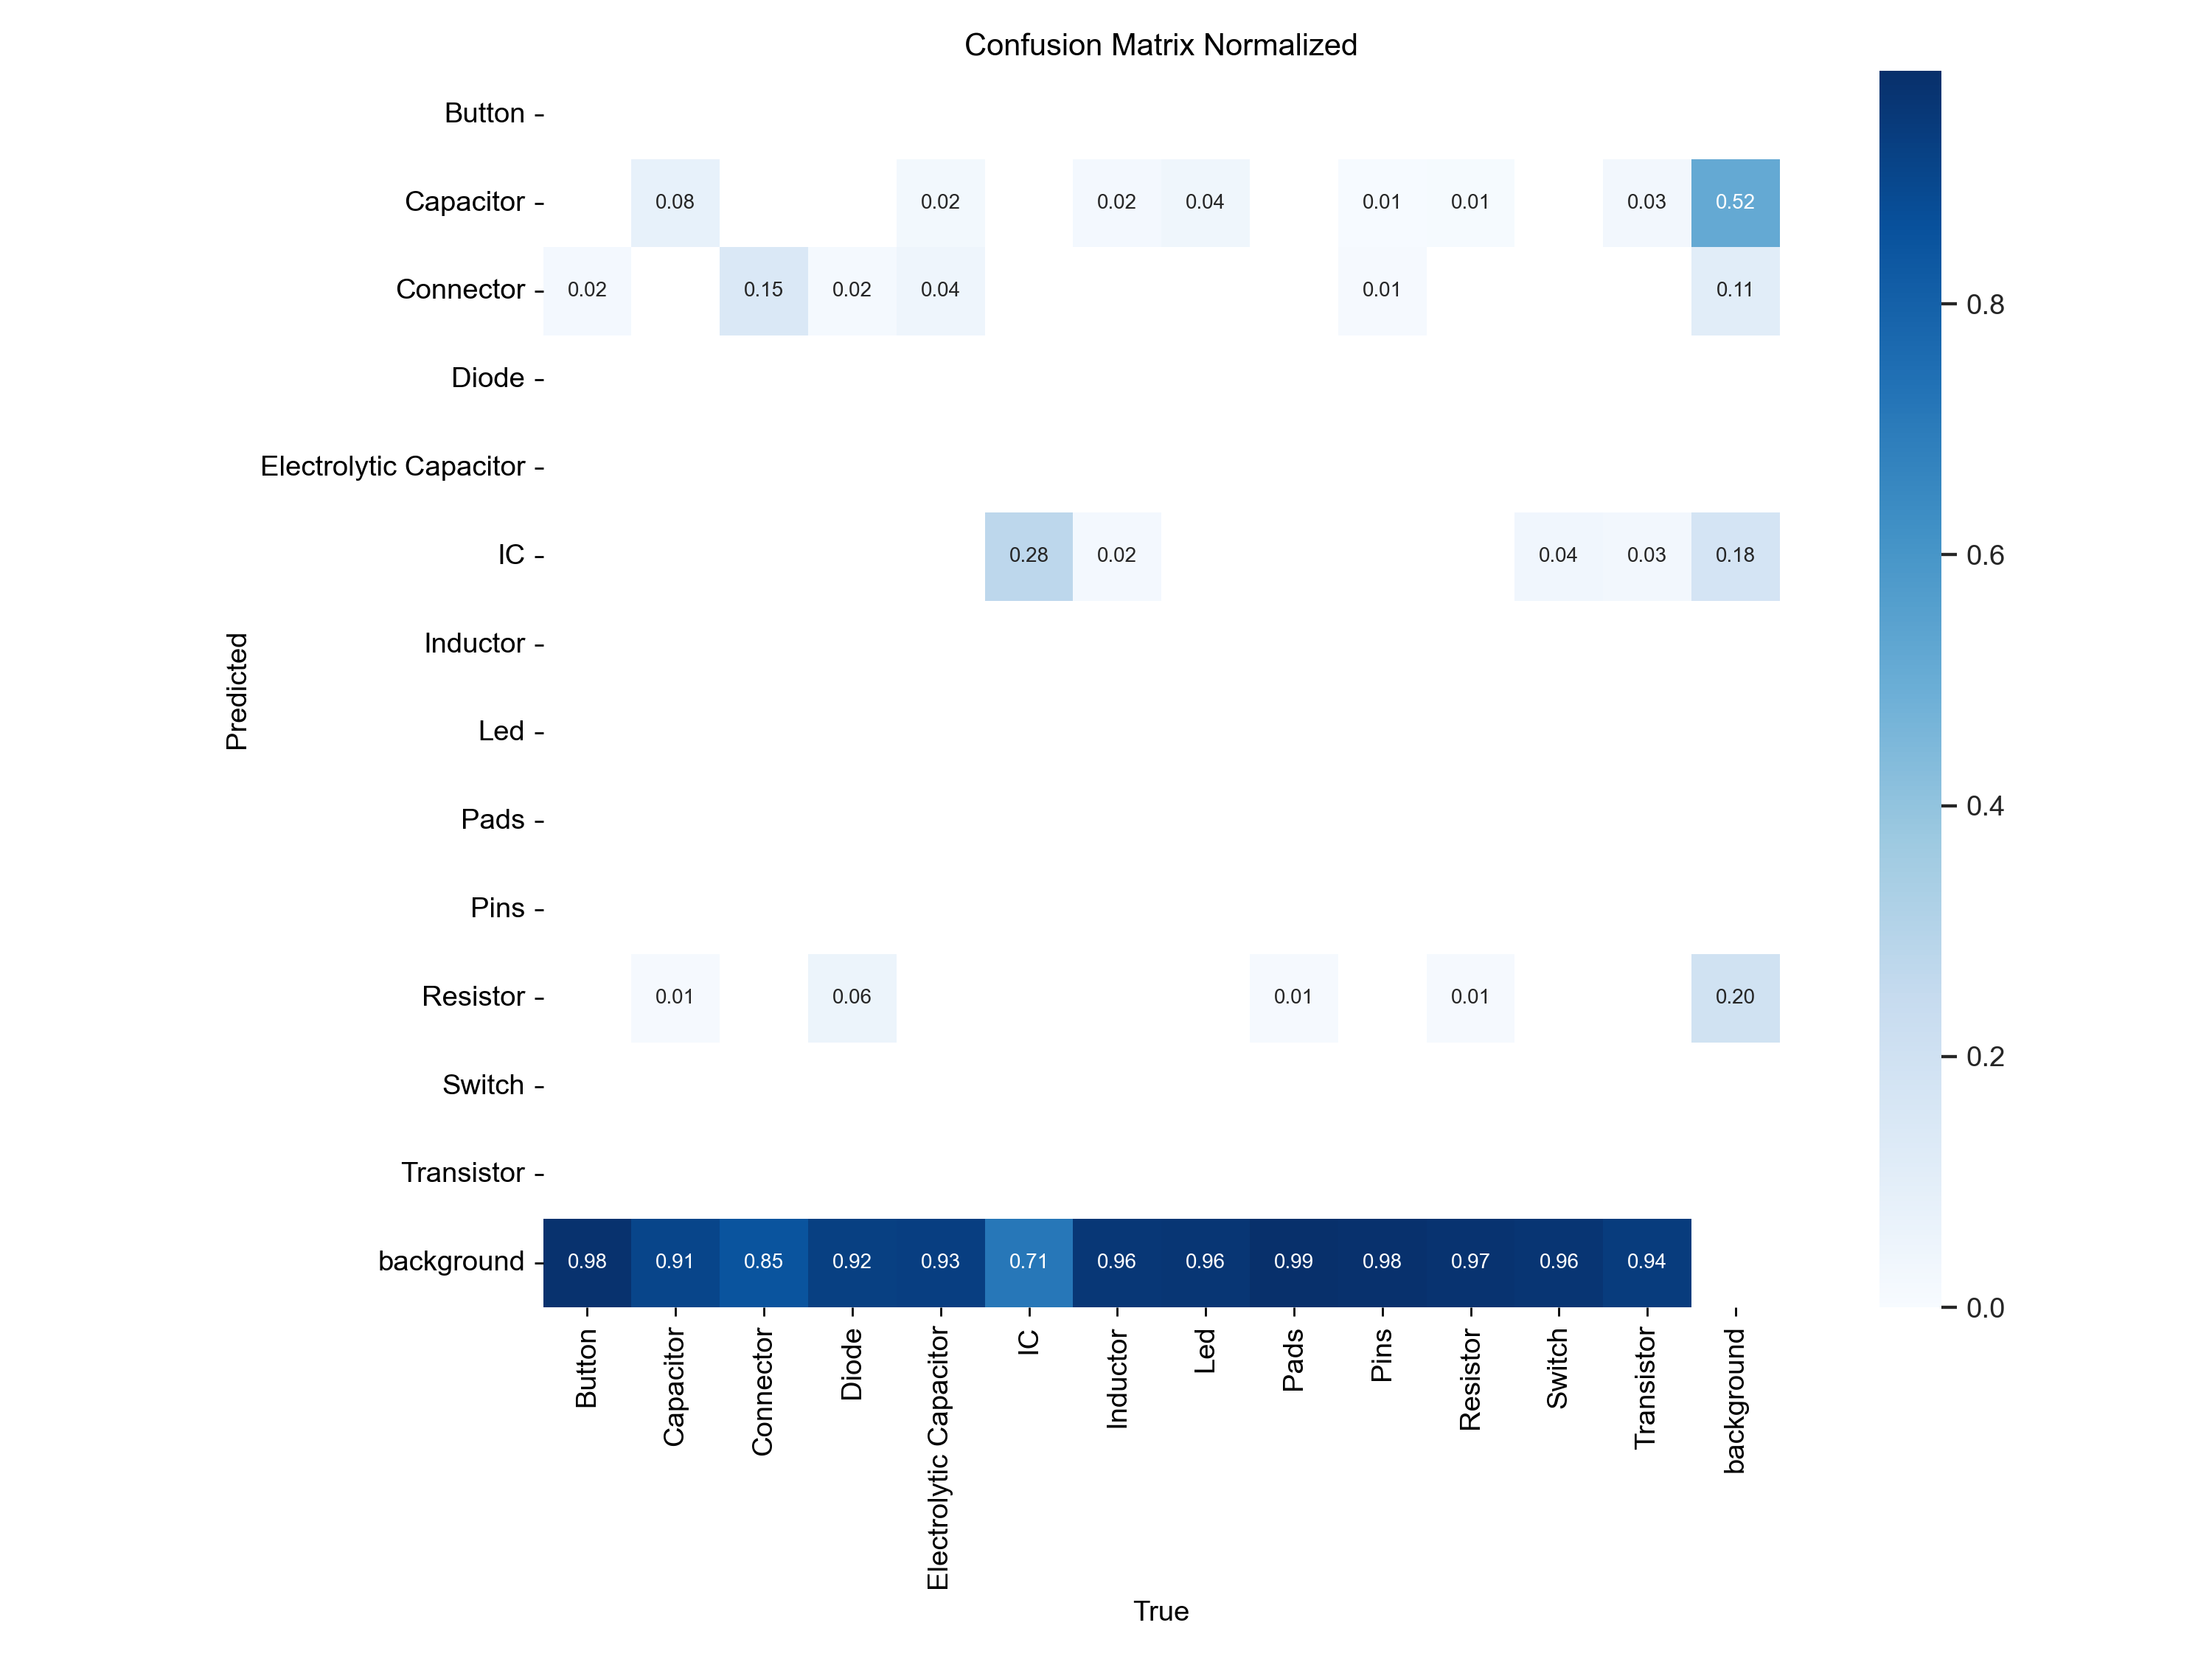 Confusion Matrix Normalized
Button
Capacitor
0.08
0.02
0.02
0.04
0.01
0.01
0.03
0.52
Connector
0.02
0.15
0.02
0.04
0.01
0.11
Diode
Electrolytic Capacitor
IC
0.28
0.02
0.04
0.03
0.18
Inductor
Led
Pads
Pins
Resistor
0.01
0.06
0.01
0.01
0.20
Switch
Transistor
background
0.98
0.91
0.85
0.92
0.93
0.71
0.96
0.96
0.99
0.98
0.97
0.96
0.94
Predicted
Button
Capacitor
Connector
Diode
Electrolytic Capacitor
IC
Inductor
Led
Pads
Pins
Resistor
Switch
Transistor
background
True
0.8
0.6
0.4
0.2
0.0